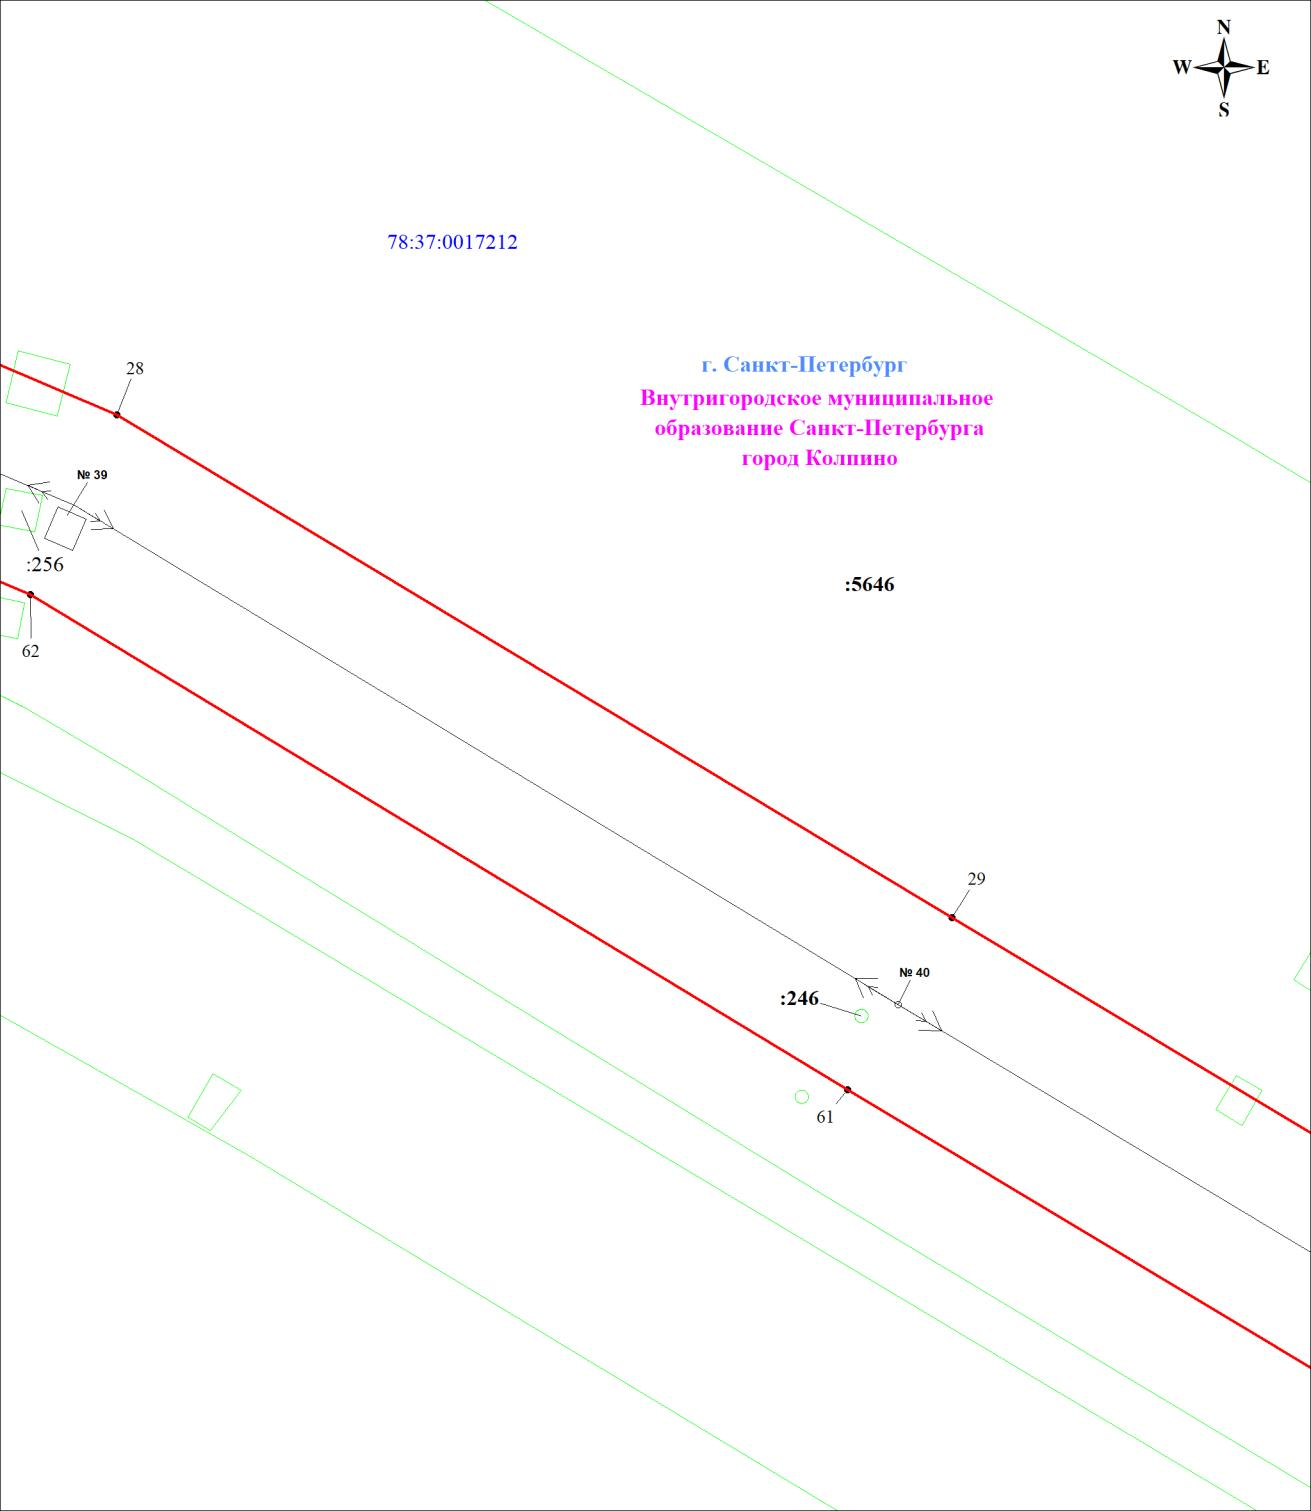 N
W E
S
78:37:0017212
28
г. Санкт-Петербург
Внутригородское муниципальное
образование Санкт-Петербурга
город Колпино
№ 39
:256
:5646
62
29
№ 40
:246
61